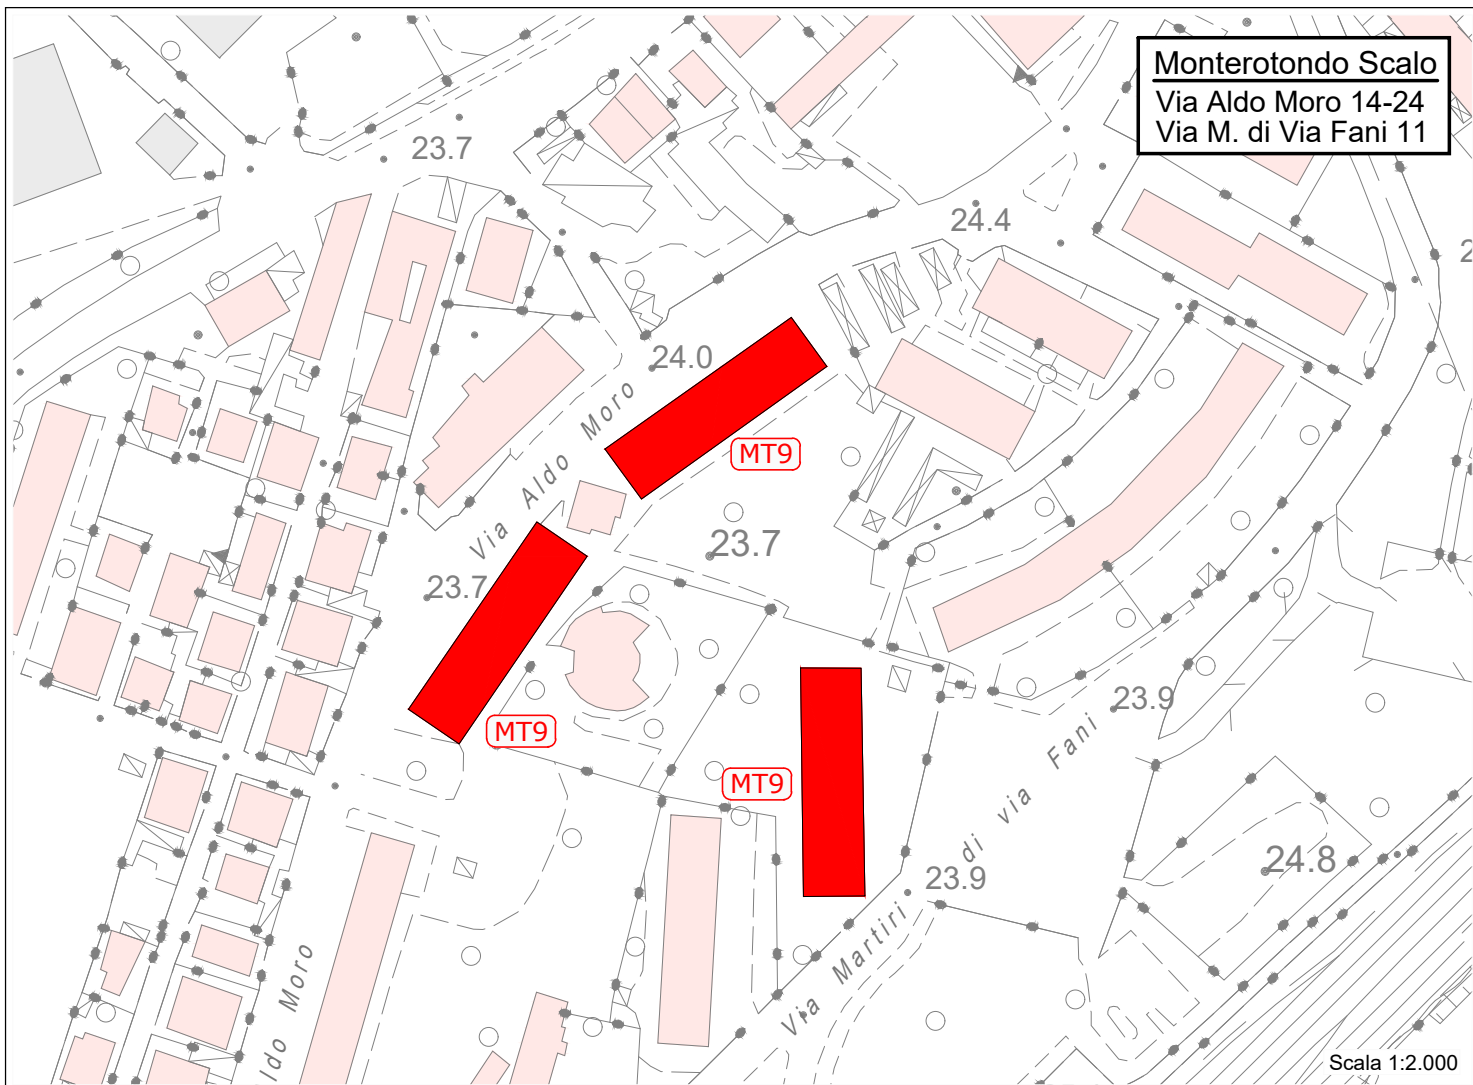 Monterotondo Scalo
Via Aldo Moro 14-24
Via M. di Via Fani 11
23.7
24.4
2
24.0
Via Aldo Moro
MT9
23.7
23.7
MT9
MT9
23.9
Via Martiri di via Fani
23.9
24.8
ldo Moro
Scala 1:2.000